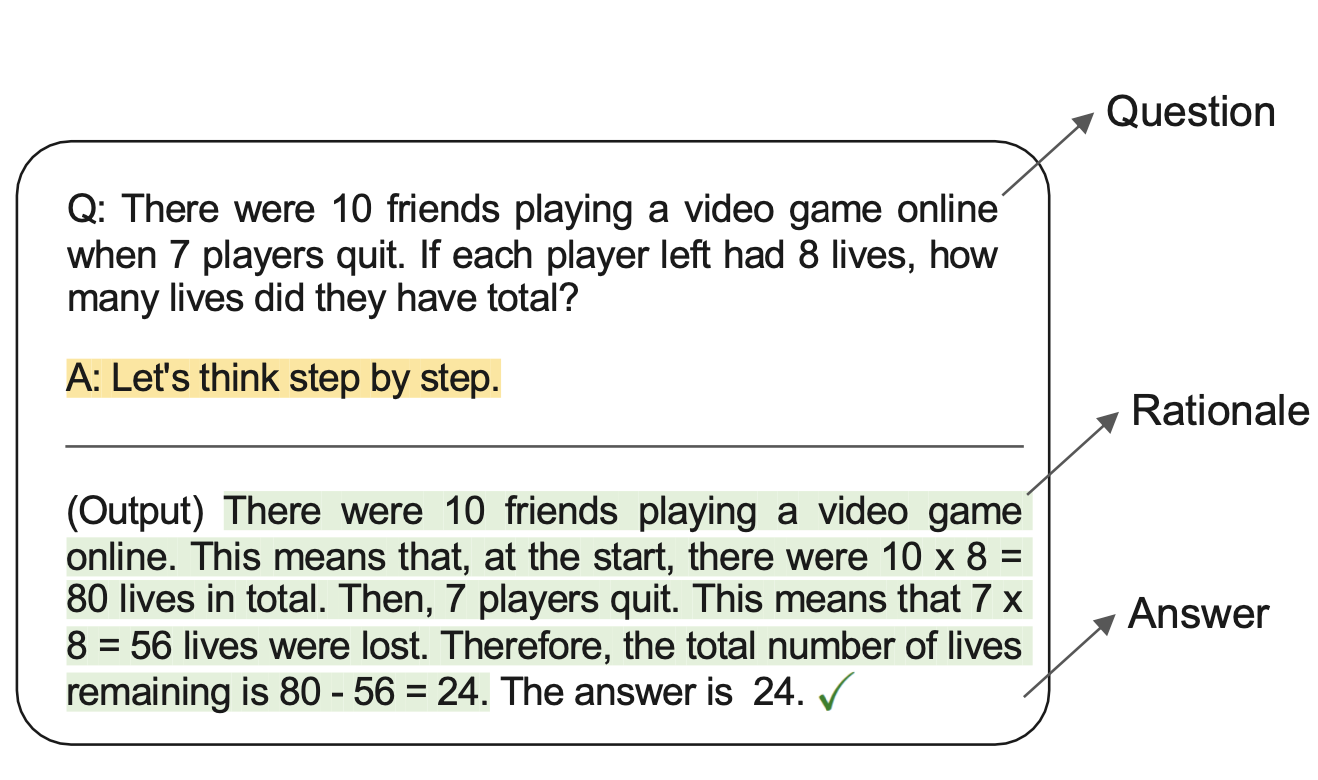 Question
Q: There were 10 friends playing a video game online
when 7 players quit. If each player left had 8 lives, how
many lives did they have total?
A: Let's think step by step.
Rationale
(Output) There were 10 friends playing a video game
online. This means that, at the start, there were 10 x 8 =
80 lives in total. Then, 7 players quit. This means that 7 x
8 = 56 lives were lost. Therefore, the total number of lives
remaining is 80 - 56 = 24. The answer is 24. ✓
Answer